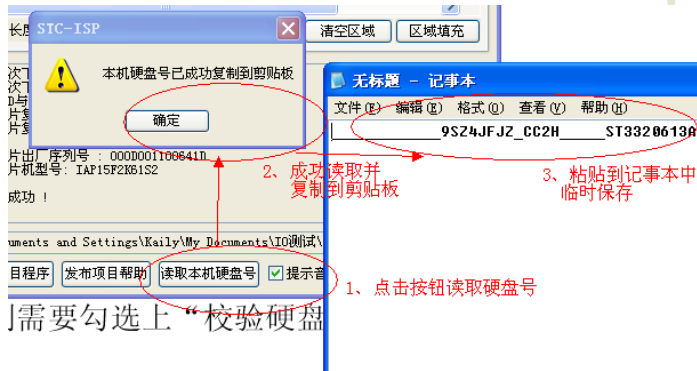 长度
STC-ISP
清空区域
区域填充
本机硬盘号已成功复制到剪贴板
确定
片出厂序列号 : 000D001100641D
片机型号: IAP15F2K61S2
成功 !
uments and Settings\Kaily\My Documents\IO测试\
目程序
发布项目帮助
读取本机硬盘号
提示音
需要勾选上“校验硬盘
无标题 - 记事本
文件(F) 编辑(E) 格式(O) 查看(V) 帮助(H)
9SZ4JFJZ_CC2H_____ST3320613A
2、成功读取并
复制到剪贴板
3、粘贴到记事本中
临时保存
1、点击按钮读取硬盘号